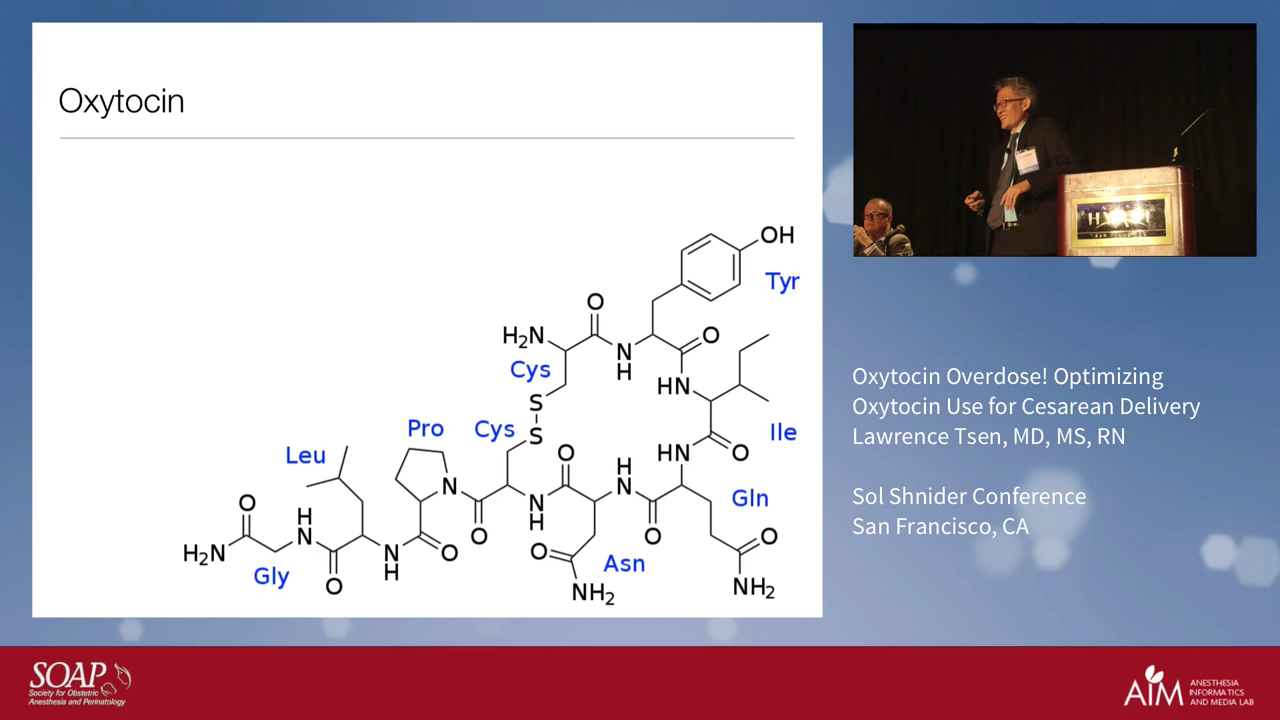 Oxytocin
OH
Tyr
O
H₂N
N
H
O
Cys
HN
S
S
Pro
Cys
Ile
O
HN
Leu
O
H
N
N
Gln
O
H
N
N
H
O
O
O
H₂N
N
H
O
O
Asn
Gly
O
NH₂
NH₂
HYATT
Oxytocin Overdose! Optimizing
Oxytocin Use for Cesarean Delivery
Lawrence Tsen, MD, MS, RN
Sol Shnider Conference
San Francisco, CA
SOAP
Society for Obstetric
Anesthesia and Perinatology
AIM
ANESTHESIA
INFORMATICS
AND MEDIA LAB